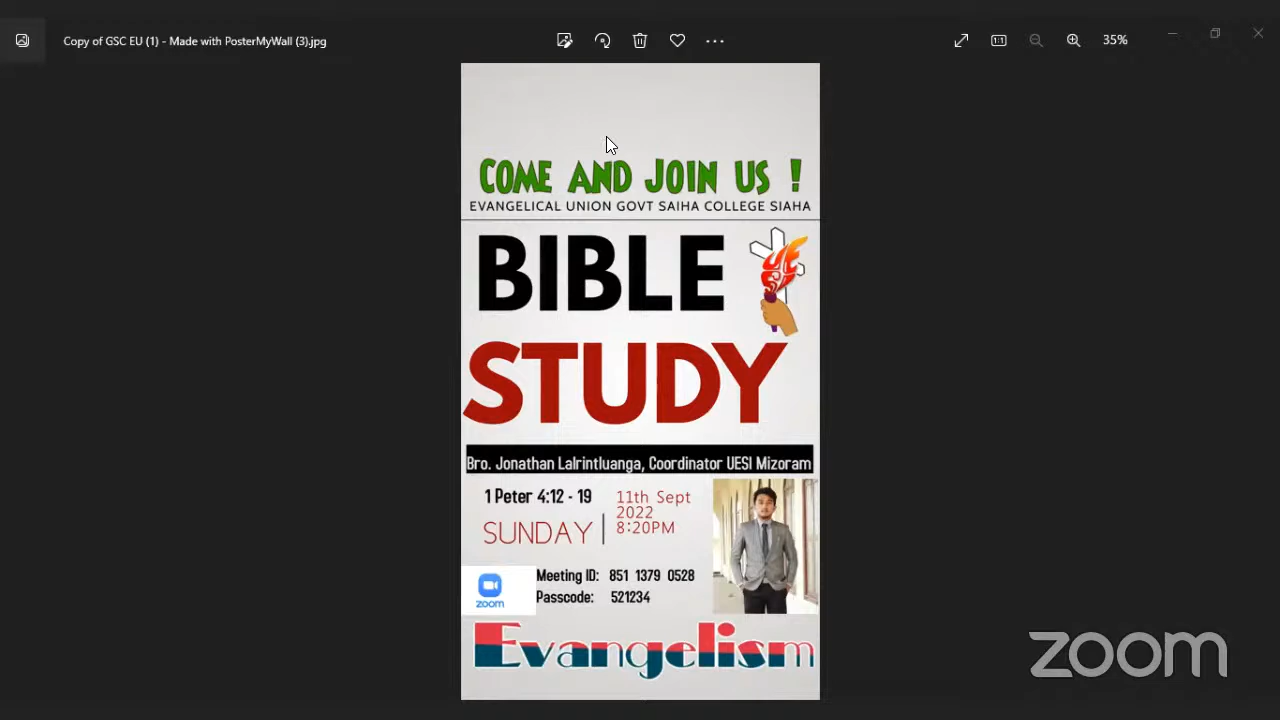 Copy of GSC EU (1) - Made with PosterMyWall (3).jpg
35%
COME AND JOIN US !
EVANGELICAL UNION GOVT SAIHA COLLEGE SIAHA
BIBLE
STUDY
Bro. Jonathan Lalrintluanga, Coordinator UESI Mizoram
1 Peter 4:12 - 19
SUNDAY
11th Sept
2022
8:20PM
Meeting ID: 851 1379 0528
Passcode: 521234
zoom
Evangelism
zoom